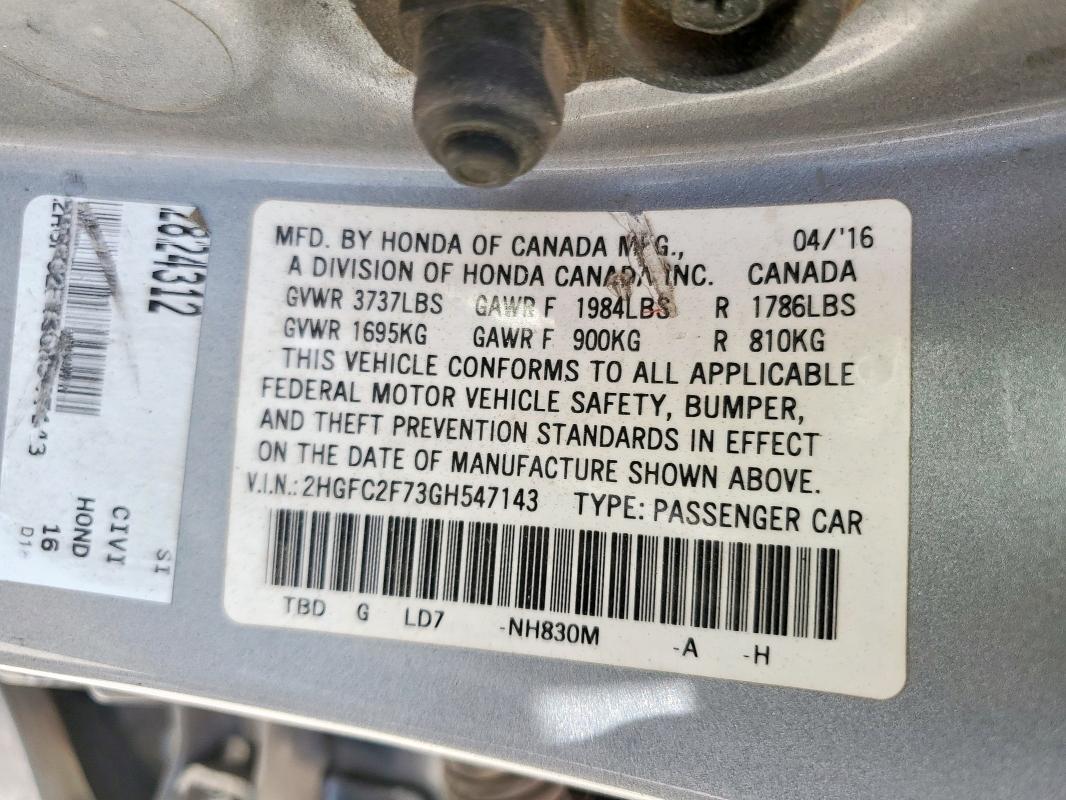 MFD. BY HONDA OF CANADA MFG., 04/'16
A DIVISION OF HONDA CANADA INC. CANADA
GVWR 3737LBS GAWR F 1984LBS R 1786LBS
GVWR 1695KG GAWR F 900KG R 810KG
THIS VEHICLE CONFORMS TO ALL APPLICABLE
FEDERAL MOTOR VEHICLE SAFETY, BUMPER,
AND THEFT PREVENTION STANDARDS IN EFFECT
ON THE DATE OF MANUFACTURE SHOWN ABOVE.
V.I.N.: 2HGFC2F73GH547143 TYPE: PASSENGER CAR
TBD G LD7 -NH830M -A -H
2824312
SI
CIVI
HOND
16